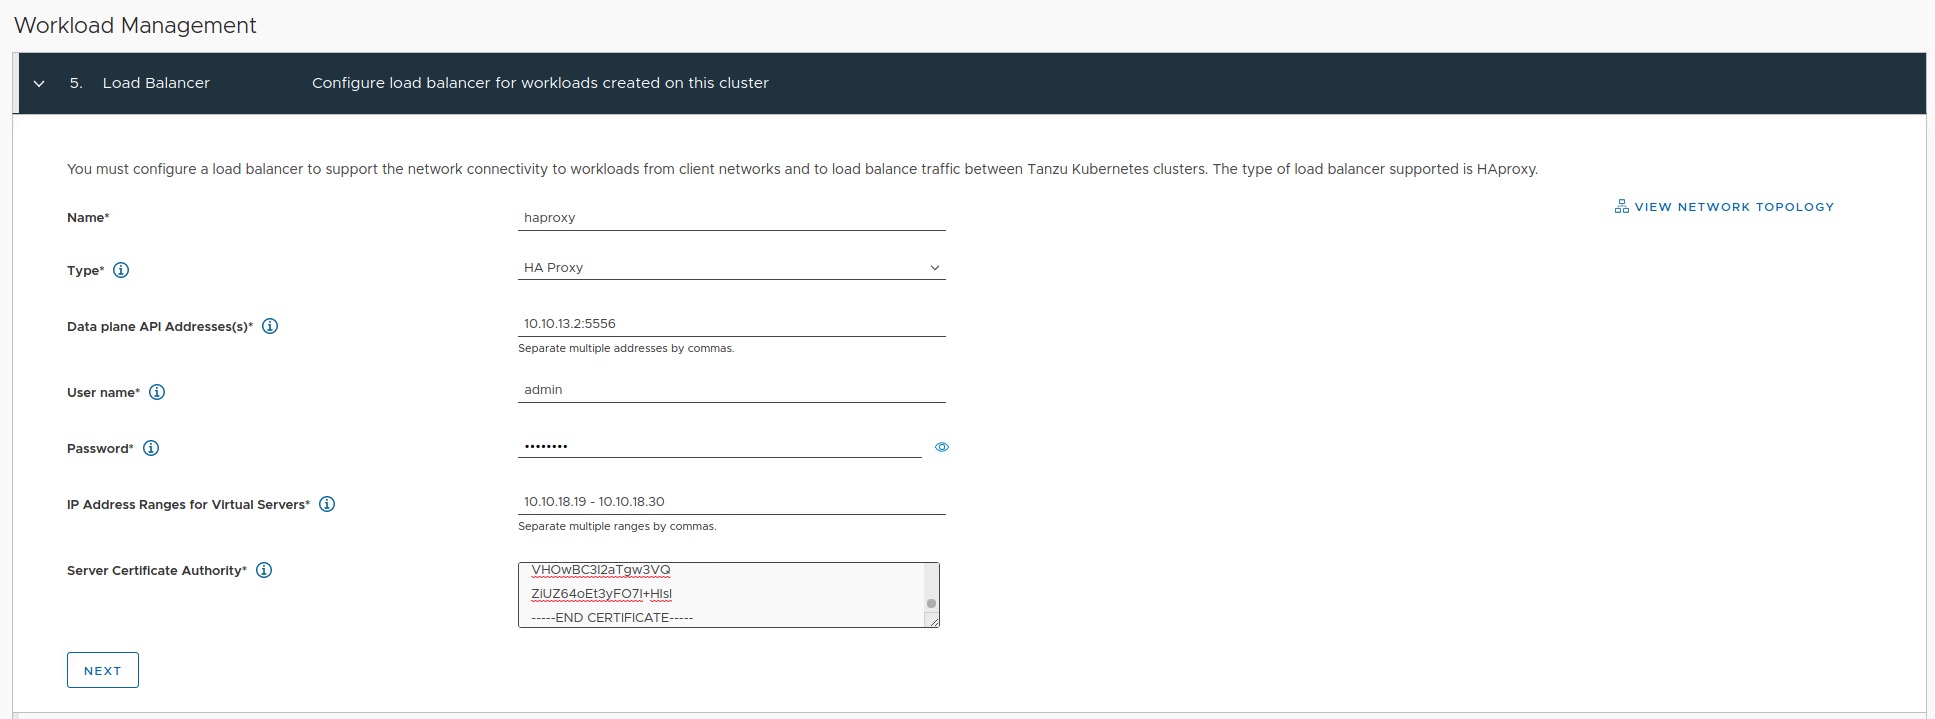 Workload Management
5. Load Balancer Configure load balancer for workloads created on this cluster
You must configure a load balancer to support the network connectivity to workloads from client networks and to load balance traffic between Tanzu Kubernetes clusters. The type of load balancer supported is HAproxy.
VIEW NETWORK TOPOLOGY
Name* haproxy
Type* HA Proxy
Data plane API Addresses(s)* 10.10.13.2:5556
Separate multiple addresses by commas.
User name* admin
Password* ••••••••
IP Address Ranges for Virtual Servers* 10.10.18.19 - 10.10.18.30
Separate multiple ranges by commas.
Server Certificate Authority* VHOwBC3I2aTgw3VQ
ZiUZ64oEt3yFO7I+HIsI
-----END CERTIFICATE-----
NEXT